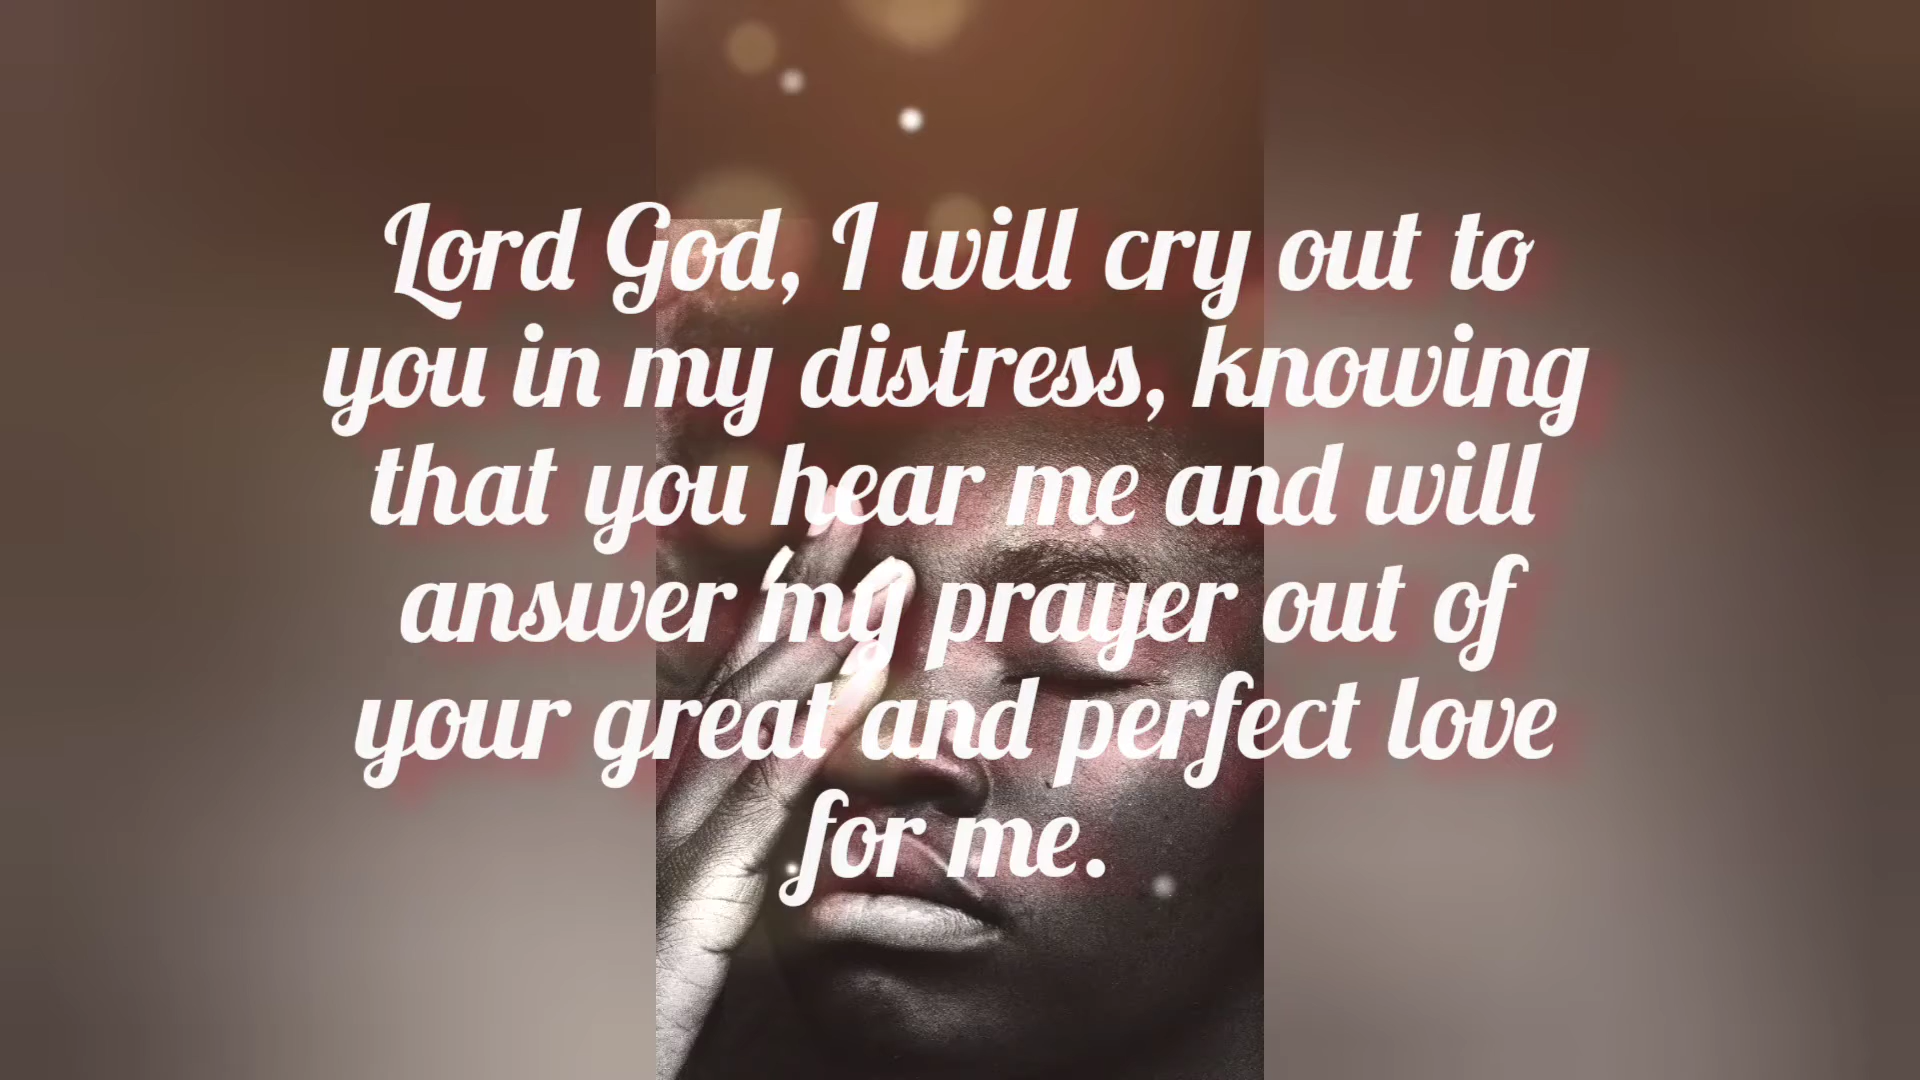 Lord God, I will cry out to
you in my distress, knowing
that you hear me and will
answer my prayer out of
your great and perfect love
for me.